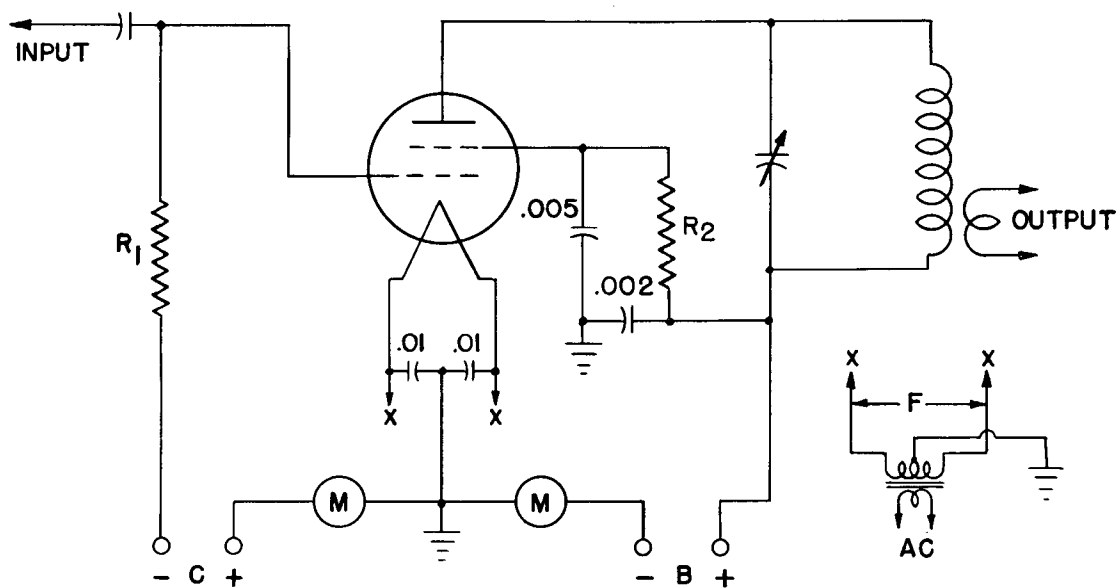 INPUT
.005
R2
OUTPUT
R1
.002
.01 .01
X X
X X
F
M M
AC
- C + - B +